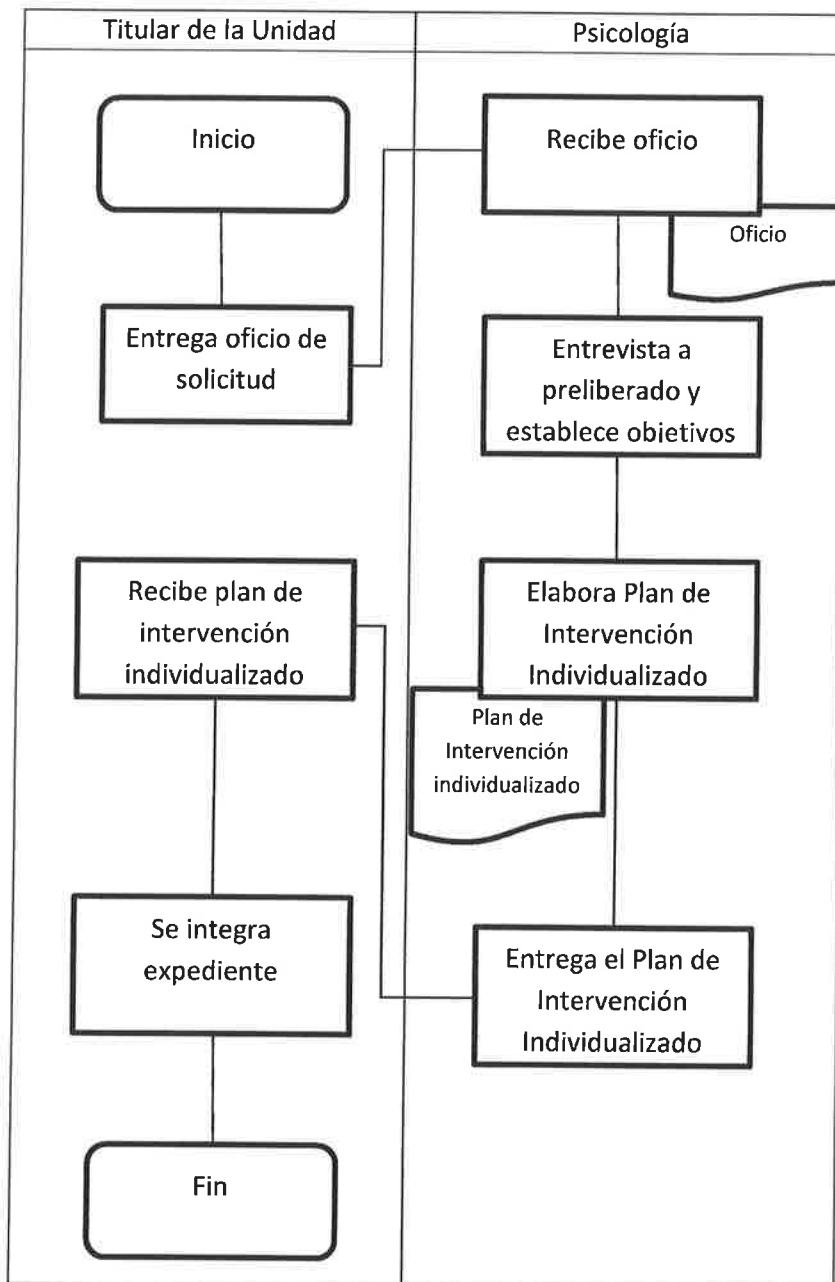 Titular de la Unidad
Psicología
Inicio
Recibe oficio
Oficio
Entrega oficio de
solicitud
Entrevista a
preliberado y
establece objetivos
Recibe plan de
intervención
individualizado
Elabora Plan de
Intervención
Individualizado
Plan de
Intervención
individualizado
Se integra
expediente
Entrega el Plan de
Intervención
Individualizado
Fin